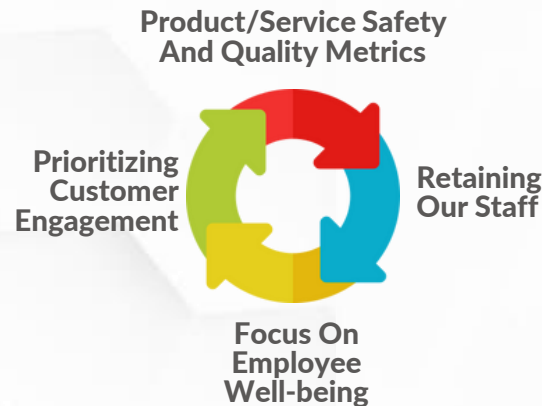 Product/Service Safety
And Quality Metrics
Prioritizing
Customer
Engagement
Retaining
Our Staff
Focus On
Employee
Well-being